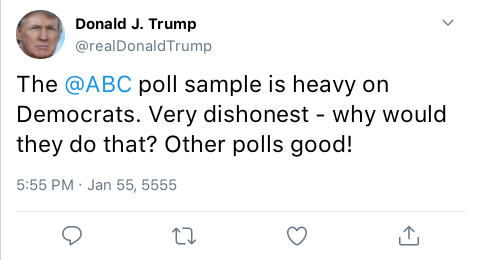 Donald J. Trump
@realDonaldTrump
The @ABC poll sample is heavy on
Democrats. Very dishonest - why would
they do that? Other polls good!
5:55 PM · Jan 55, 5555